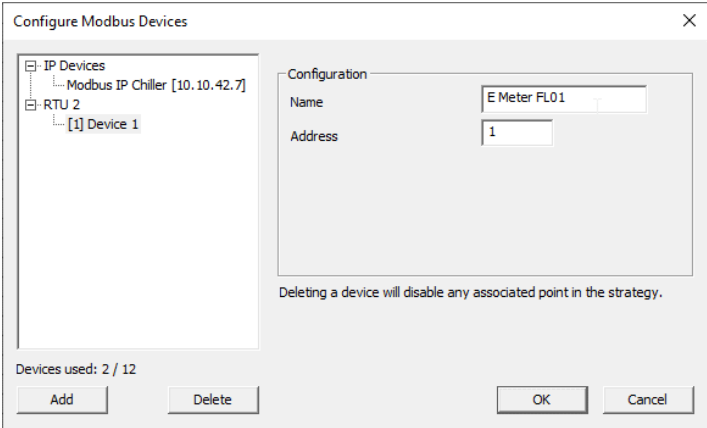 Configure Modbus Devices
IP Devices
Modbus IP Chiller [10.10.42.7]
RTU 2
[1] Device 1
Configuration
Name
E Meter FL01
Address
1
Deleting a device will disable any associated point in the strategy.
Devices used: 2 / 12
Add
Delete
OK
Cancel